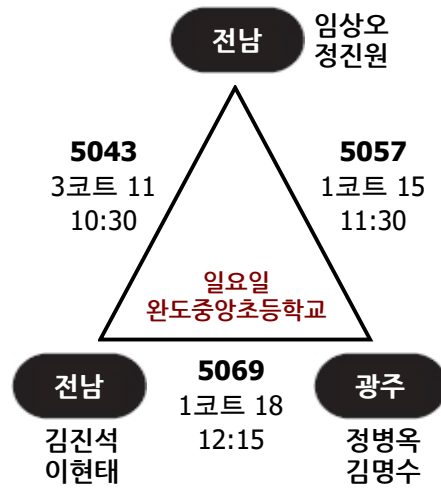 전남
임상오
정진원
5043
3코트 11
10:30
5057
1코트 15
11:30
일요일
완도중앙초등학교
전남
김진석
이현태
5069
1코트 18
12:15
광주
정병옥
김명수